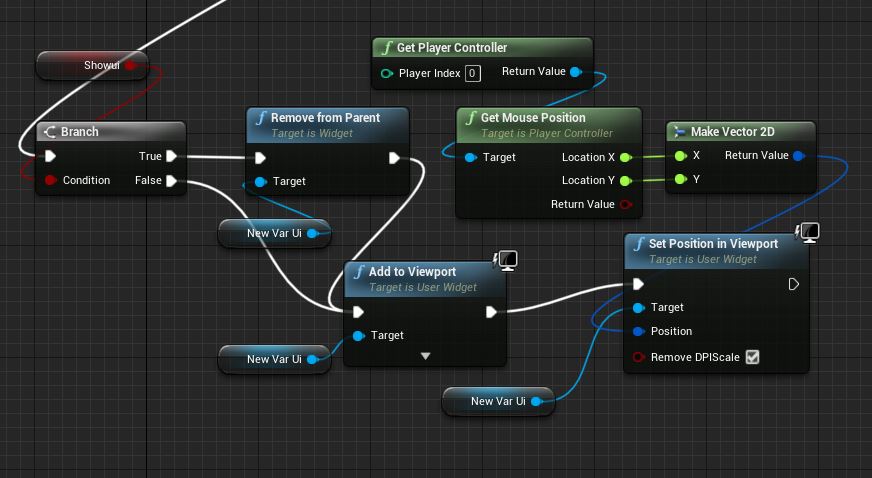 Showui
Branch
True
Condition
False
Remove from Parent
Target is Widget
Target
New Var Ui
Get Player Controller
Player Index 0
Return Value
Get Mouse Position
Target is Player Controller
Target
Location X
Location Y
Return Value
Make Vector 2D
X
Return Value
Y
Add to Viewport
Target is User Widget
Target
New Var Ui
Set Position in Viewport
Target is User Widget
Target
Position
Remove DPIScale
New Var Ui